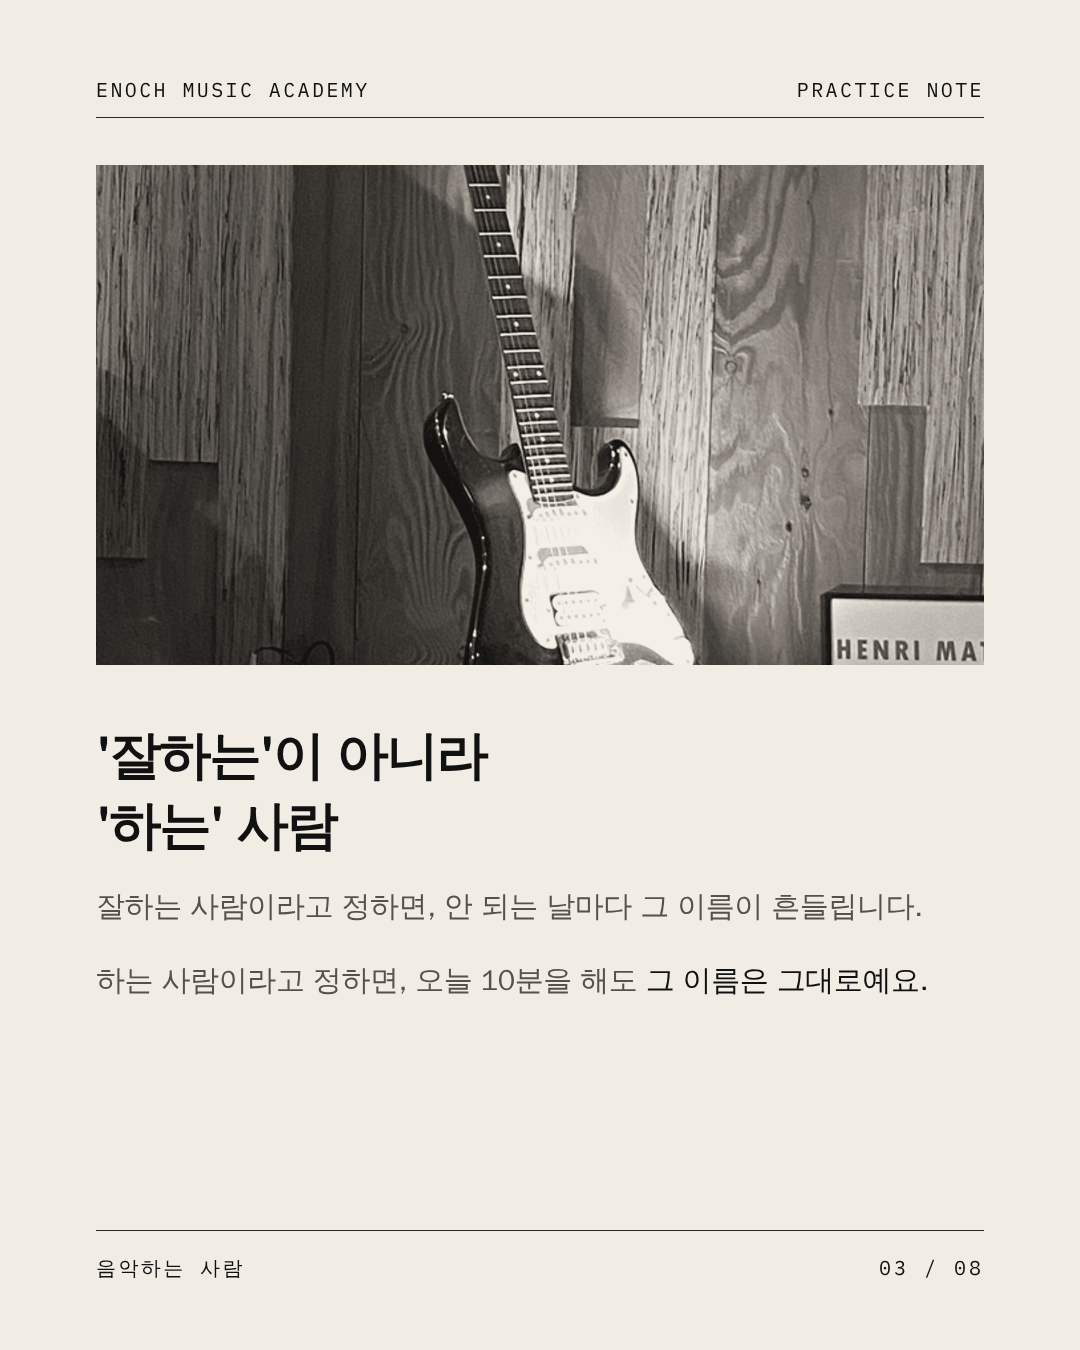 ENOCH MUSIC ACADEMY
PRACTICE NOTE
HENRI
'잘하는'이 아니라
'하는' 사람
잘하는 사람이라고 정하면, 안 되는 날마다 그 이름이 흔들립니다.
하는 사람이라고 정하면, 오늘 10분을 해도 그 이름은 그대로예요.
음악하는 사람
03 / 08